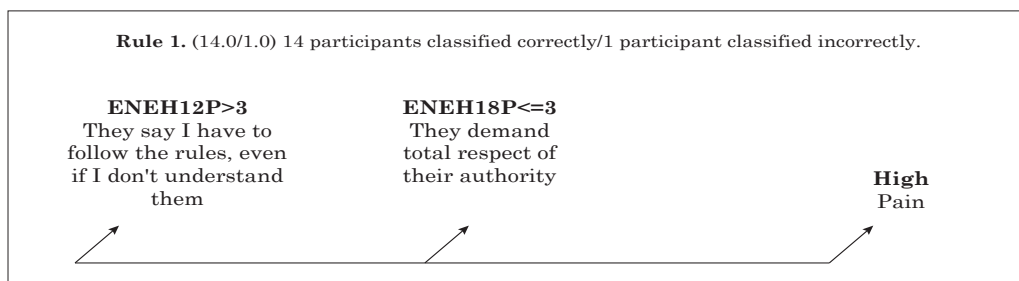 Rule 1. (14.0/1.0) 14 participants classified correctly/1 participant classified incorrectly.
ENEH12P>3
They say I have to
follow the rules, even
if I don't understand
them
ENEH18P<=3
They demand
total respect of
their authority
High
Pain